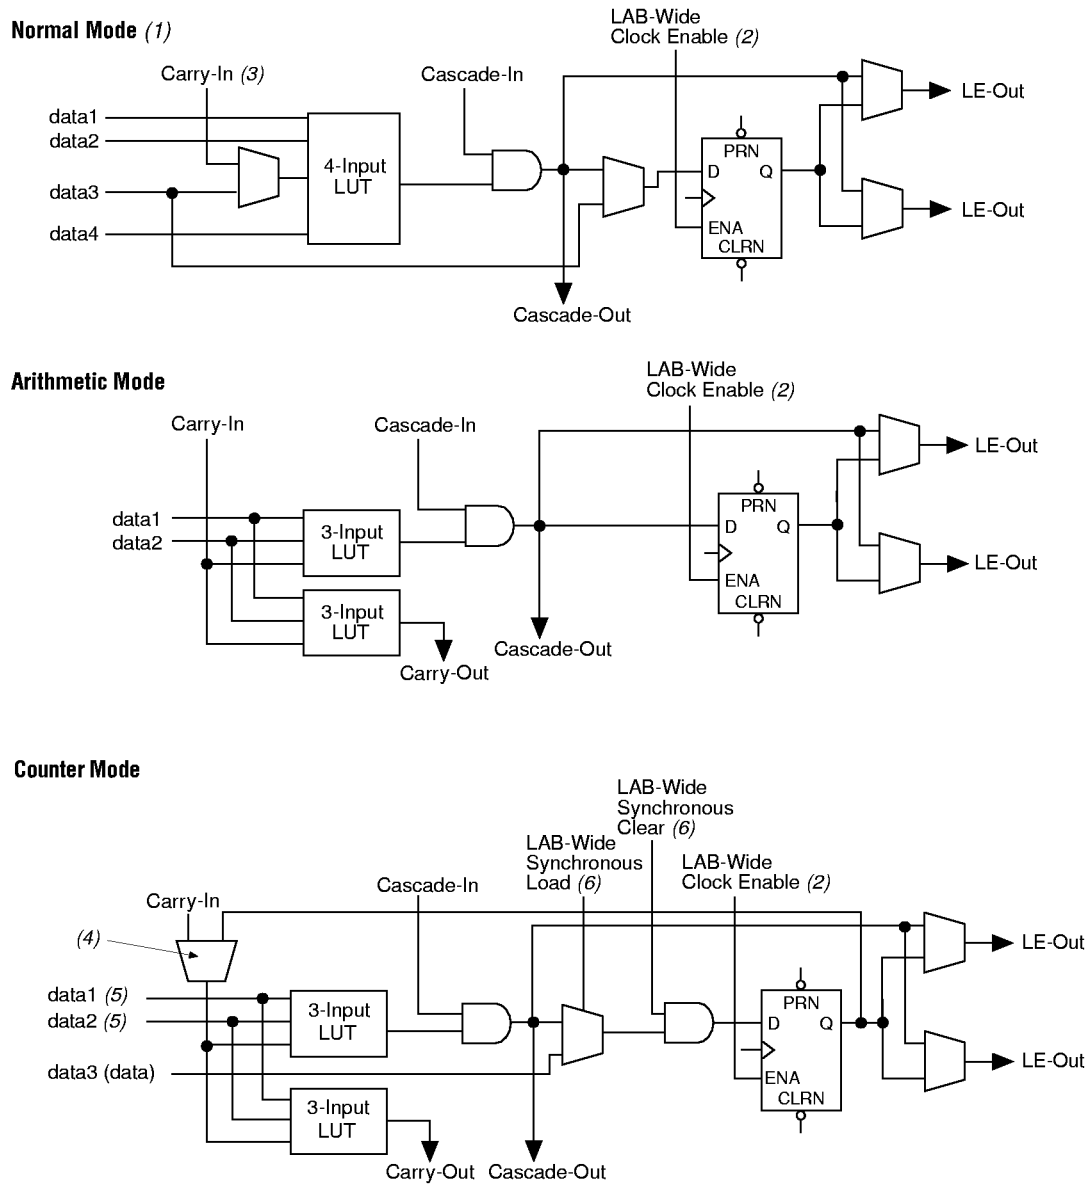 Normal Mode (1)
LAB-Wide
Clock Enable (2)
Carry-In (3)
Cascade-In
data1
data2
data3
data4
4-Input
LUT
PRN
D
Q
ENA
CLRN
LE-Out
LE-Out
Cascade-Out
Arithmetic Mode
LAB-Wide
Clock Enable (2)
Carry-In
Cascade-In
data1
data2
3-Input
LUT
3-Input
LUT
PRN
D
Q
ENA
CLRN
LE-Out
LE-Out
Cascade-Out
Carry-Out
Counter Mode
LAB-Wide
Synchronous
Clear (6)
LAB-Wide
Synchronous
Load (6)
LAB-Wide
Clock Enable (2)
Cascade-In
Carry-In
(4)
data1 (5)
data2 (5)
data3 (data)
3-Input
LUT
3-Input
LUT
PRN
D
Q
ENA
CLRN
LE-Out
LE-Out
Carry-Out
Cascade-Out